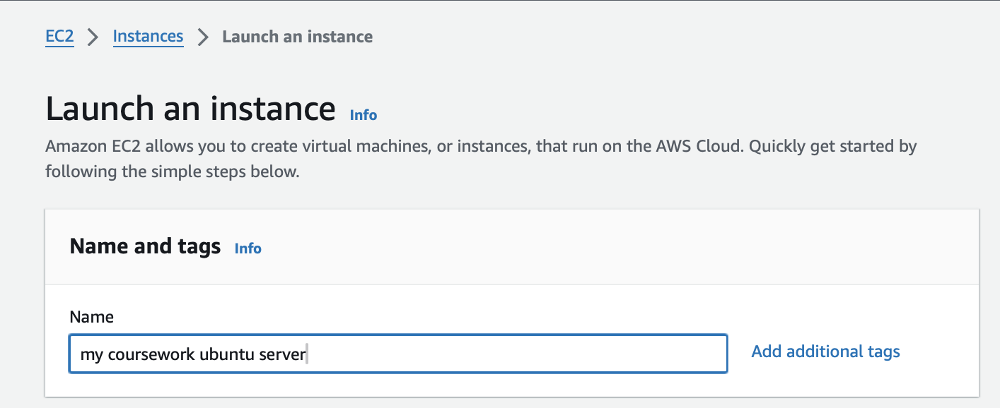 EC2 > Instances > Launch an instance
Launch an instance Info
Amazon EC2 allows you to create virtual machines, or instances, that run on the AWS Cloud. Quickly get started by
following the simple steps below.
Name and tags Info
Name
my coursework ubuntu server
Add additional tags